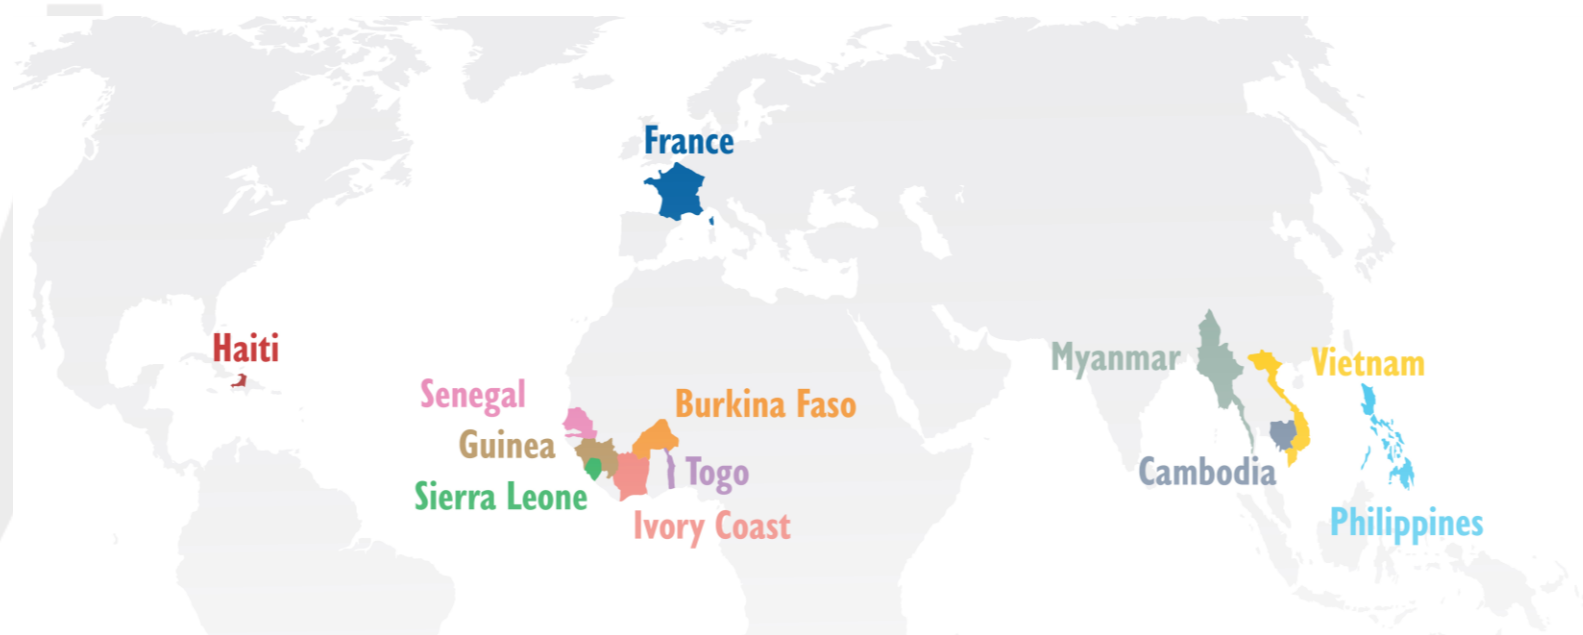 France
Haiti
Myanmar
Vietnam
Senegal
Burkina Faso
Guinea
Togo
Cambodia
Sierra Leone
Ivory Coast
Philippines